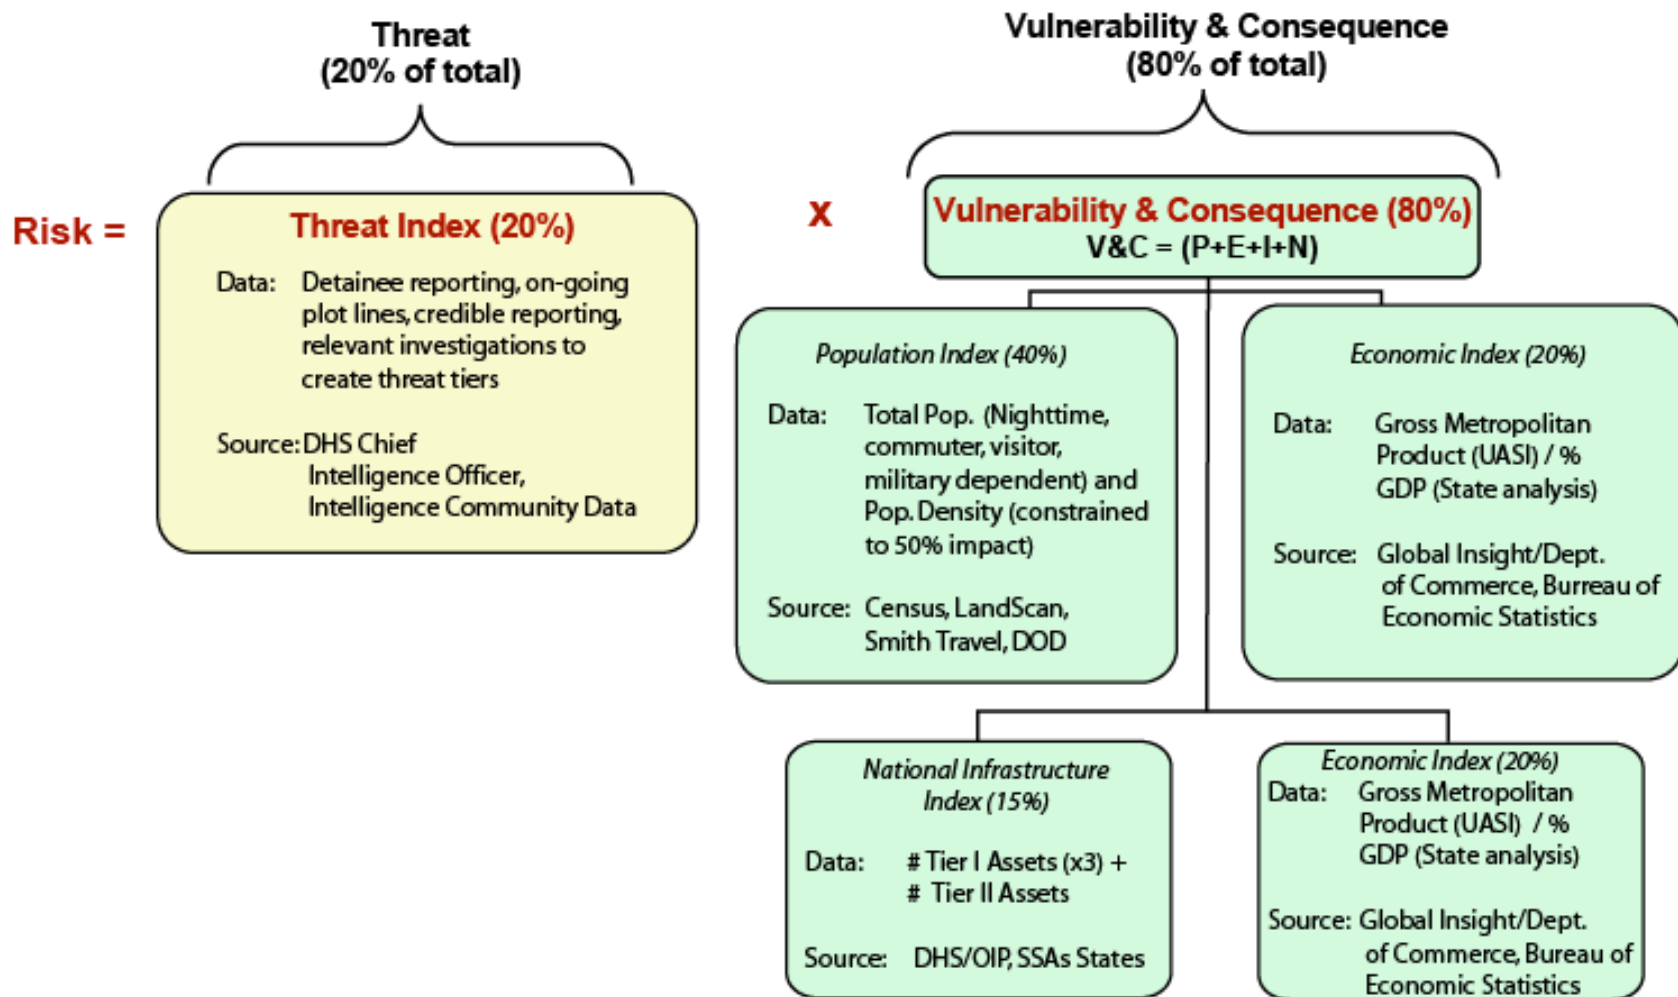 Threat
(20% of total)
Vulnerability & Consequence
(80% of total)
Risk =
Threat Index (20%)
Data: Detainee reporting, on-going
plot lines, credible reporting,
relevant investigations to
create threat tiers
Source: DHS Chief
Intelligence Officer,
Intelligence Community Data
x
Vulnerability & Consequence (80%)
V&C = (P+E+I+N)
Population Index (40%)
Data: Total Pop. (Nighttime,
commuter, visitor,
military dependent) and
Pop. Density (constrained
to 50% impact)
Source: Census, LandScan,
Smith Travel, DOD
Economic Index (20%)
Data: Gross Metropolitan
Product (UASI) / %
GDP (State analysis)
Source: Global Insight/Dept.
of Commerce, Burreau of
Economic Statistics
National Infrastructure
Index (15%)
Data: # Tier I Assets (x3) +
# Tier II Assets
Source: DHS/OIP, SSAs States
Economic Index (20%)
Data: Gross Metropolitan
Product (UASI) / %
GDP (State analysis)
Source: Global Insight/Dept.
of Commerce, Bureau of
Economic Statistics